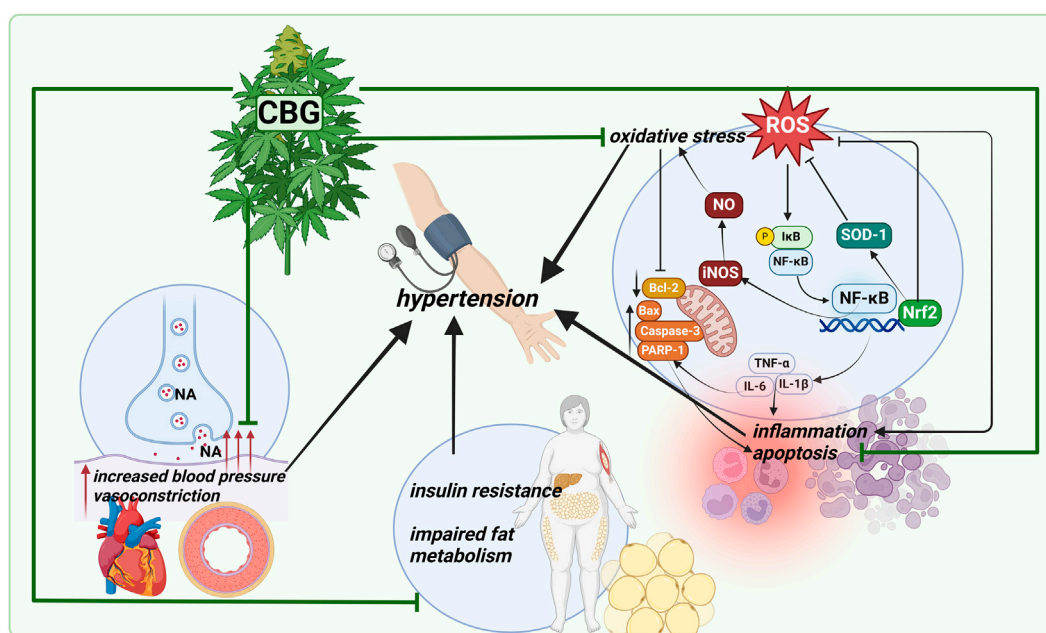 CBG
ROS
oxidative stress
NO
P
IκB
SOD-1
NF-κB
iNOS
Bcl-2
hypertension
NF-κB
Nrf2
Bax
Caspase-3
PARP-1
TNF-α
IL-6
IL-1β
NA
NA
inflammation
apoptosis
increased blood pressure
vasoconstriction
insulin resistance
impaired fat
metabolism